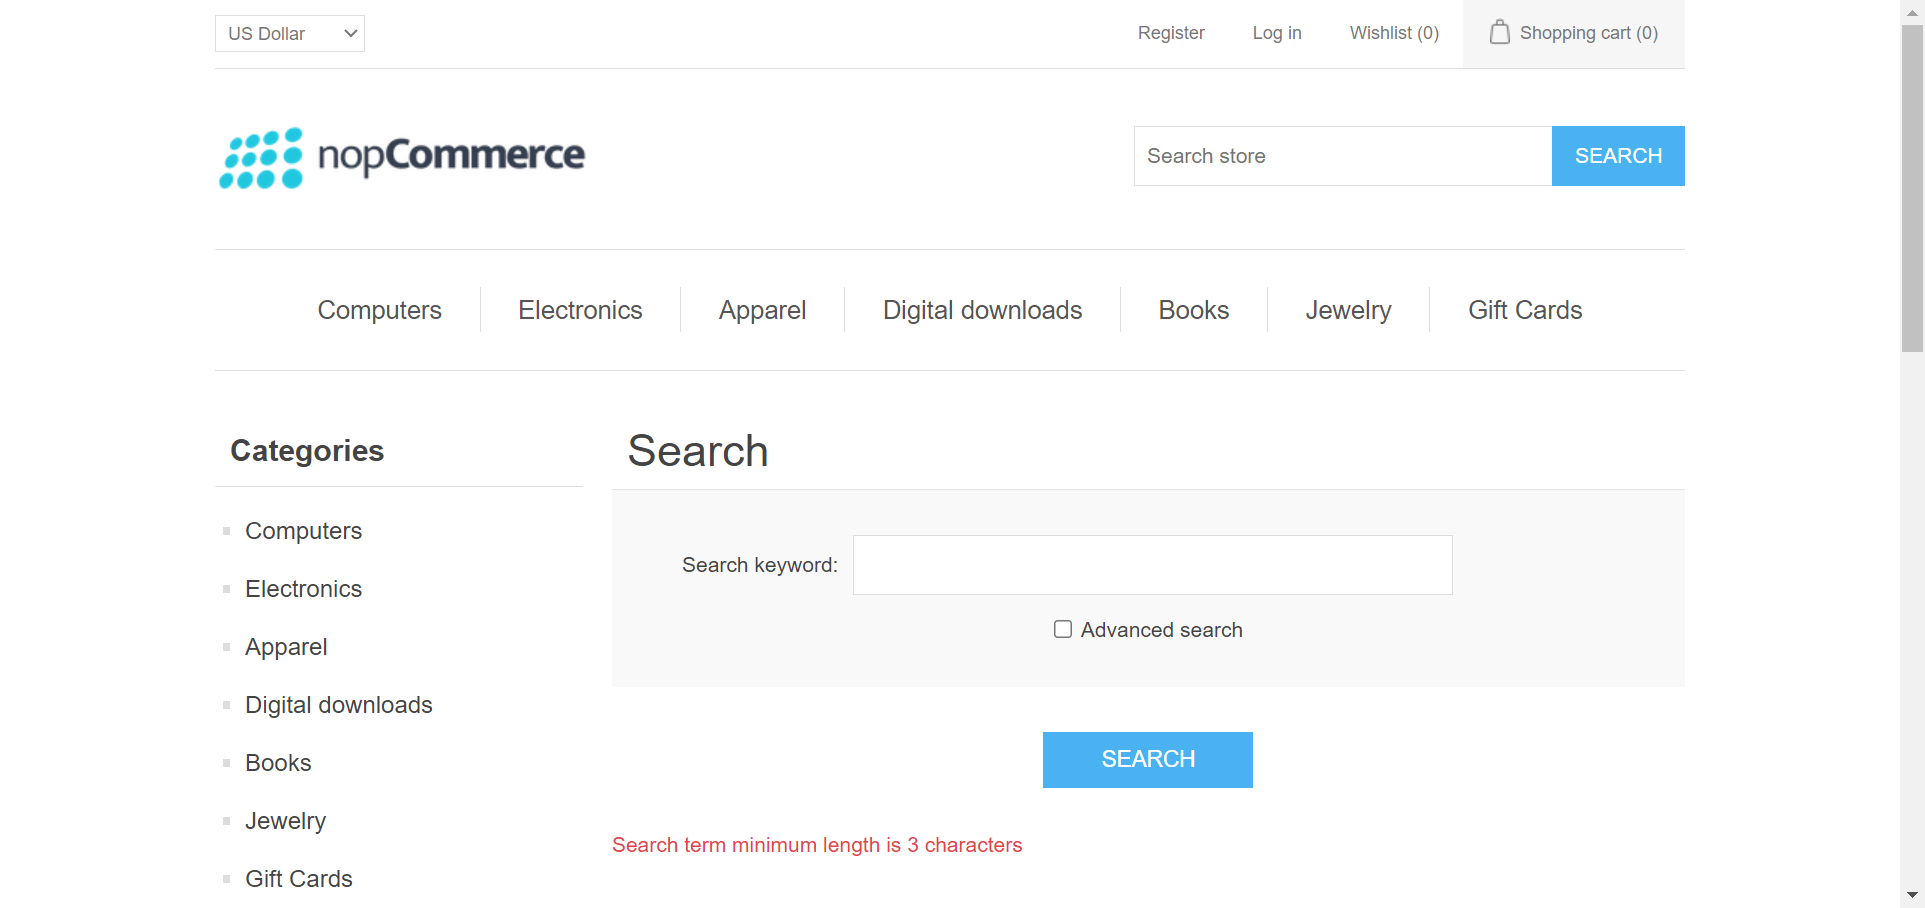 US Dollar
Register
Log in
Wishlist (0)
Shopping cart (0)
nopCommerce
Search store
SEARCH
Computers
Electronics
Apparel
Digital downloads
Books
Jewelry
Gift Cards
Categories
Computers
Electronics
Apparel
Digital downloads
Books
Jewelry
Gift Cards
Search
Search keyword:
Advanced search
SEARCH
Search term minimum length is 3 characters